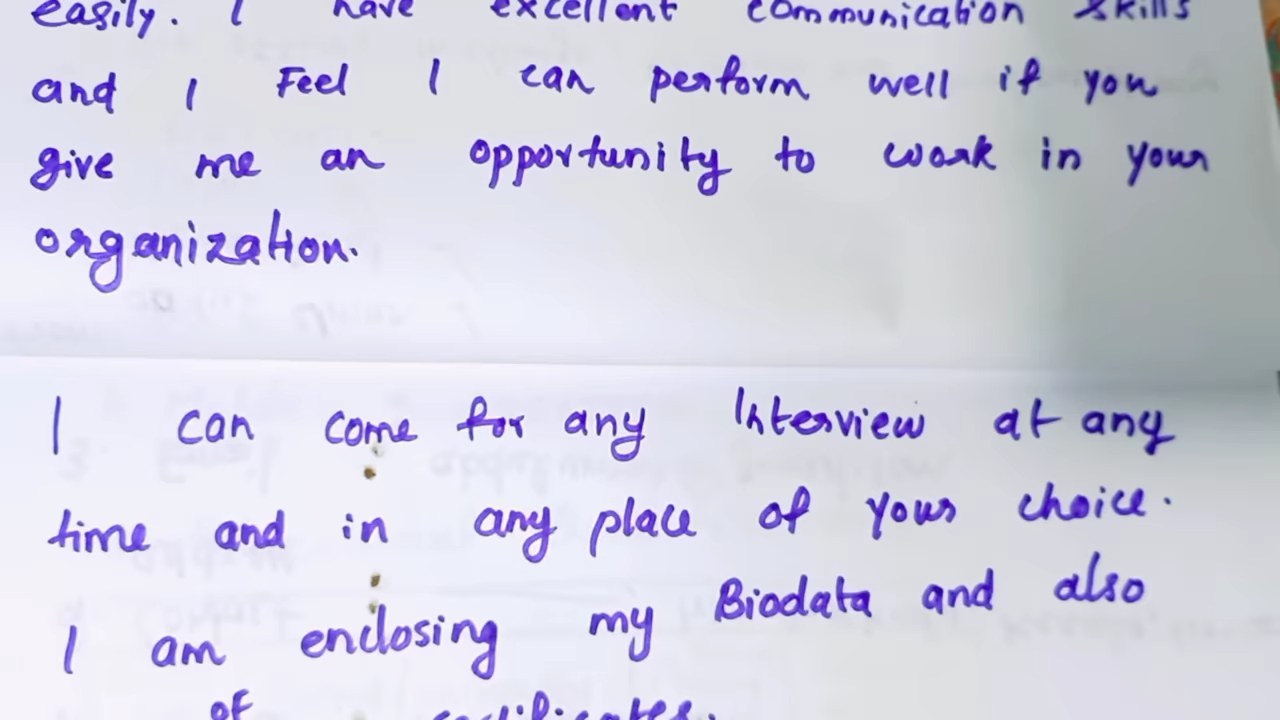 easily. I have excellent communication skills
and I Feel I can perform well if you
give me an opportunity to work in your
organization.
I can come for any Interview at any
time and in any place of your choice.
I am enclosing my Biodata and also
of certificates.